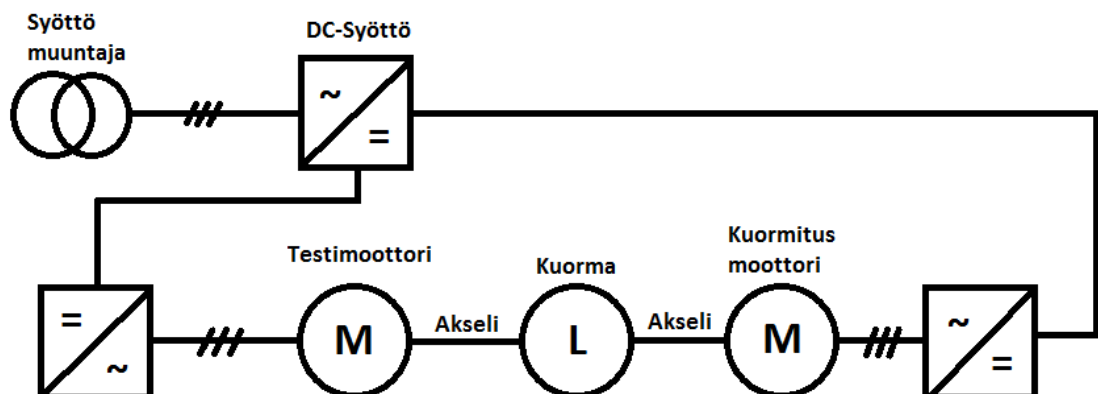 Syöttö
muuntaja
DC-Syöttö
~
=
Testimoottori
Kuorma
Kuormitus
moottori
=
~
M
Akseli
L
Akseli
M
~
=